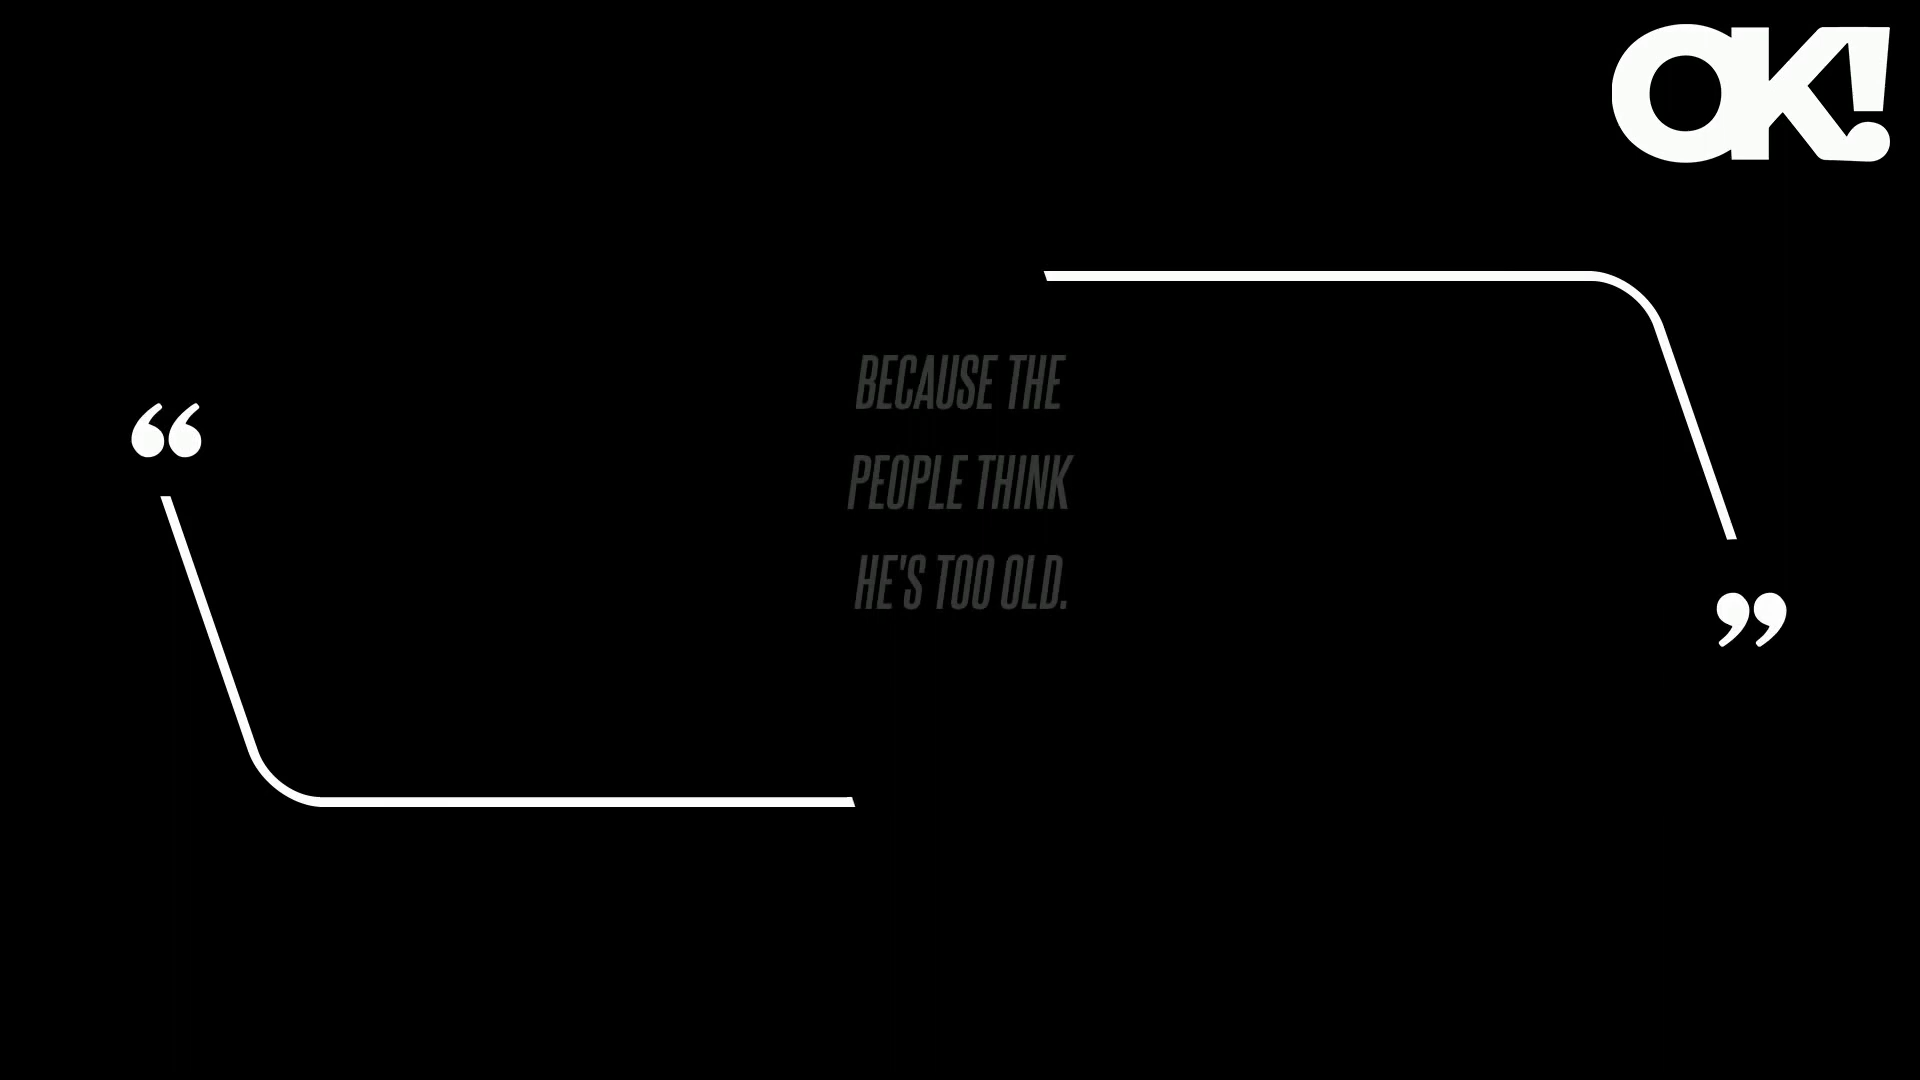 OK!
“
BECAUSE THE
PEOPLE THINK
HE'S TOO OLD.
”